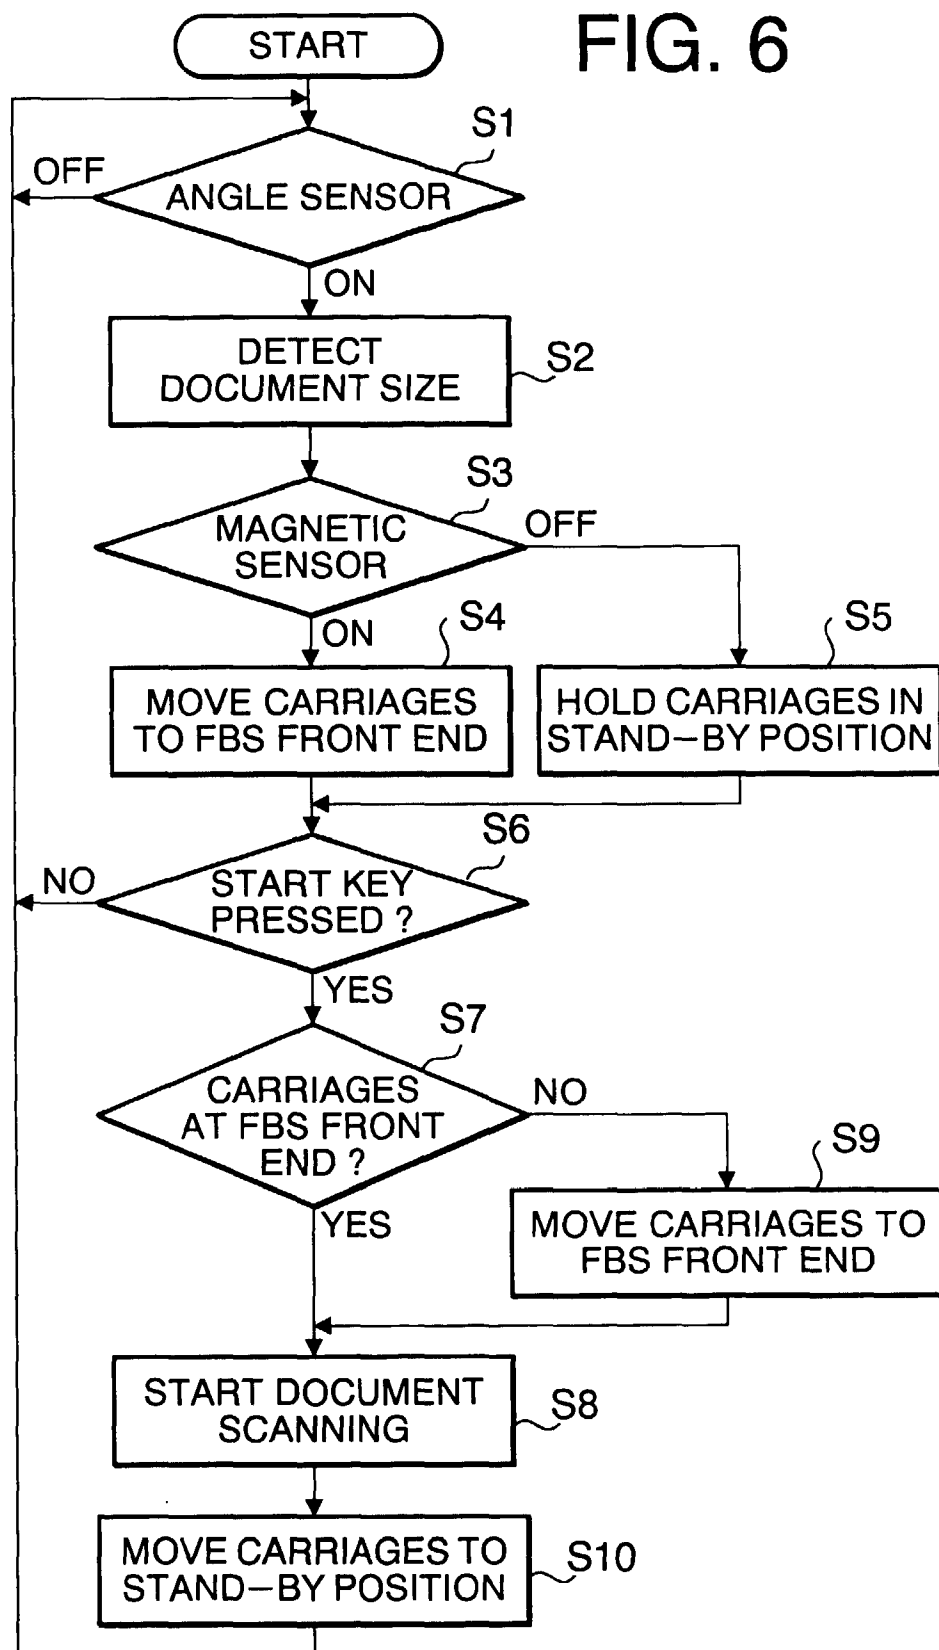 FIG. 6
START
S1
OFF
ANGLE SENSOR
ON
DETECT
DOCUMENT SIZE
S2
S3
MAGNETIC
SENSOR
OFF
ON
S4
S5
MOVE CARRIAGES
TO FBS FRONT END
HOLD CARRIAGES IN
STAND–BY POSITION
S6
NO
START KEY
PRESSED ?
YES
S7
CARRIAGES
AT FBS FRONT
END ?
NO
S9
YES
MOVE CARRIAGES TO
FBS FRONT END
START DOCUMENT
SCANNING
S8
MOVE CARRIAGES TO
STAND–BY POSITION
S10